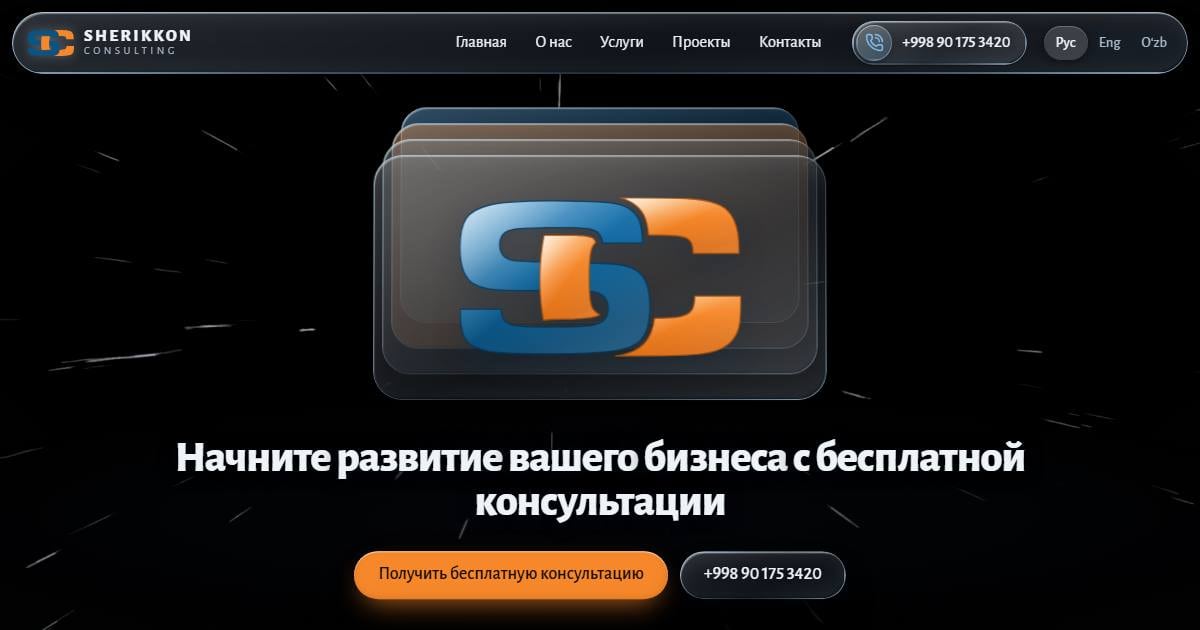 SHERIKKON
CONSULTING
Главная О нас Услуги Проекты Контакты +998 90 175 3420 Рус Eng O'zb
SC
Начните развитие вашего бизнеса с бесплатной
консультации
Получить бесплатную консультацию +998 90 175 3420